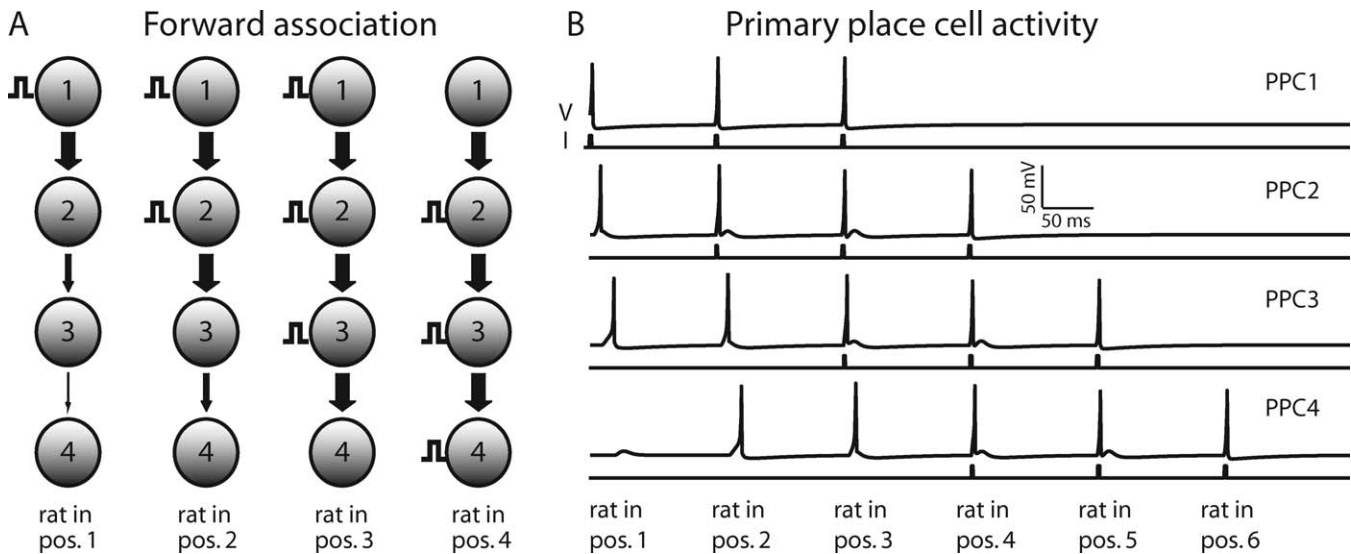 A Forward association
1 1 1 1
2 2 2 2
3 3 3 3
4 4 4 4
rat in rat in rat in rat in
pos. 1 pos. 2 pos. 3 pos. 4
B Primary place cell activity
PPC1
V
I
PPC2
50 mV
50 ms
PPC3
PPC4
rat in rat in rat in rat in rat in rat in
pos. 1 pos. 2 pos. 3 pos. 4 pos. 5 pos. 6